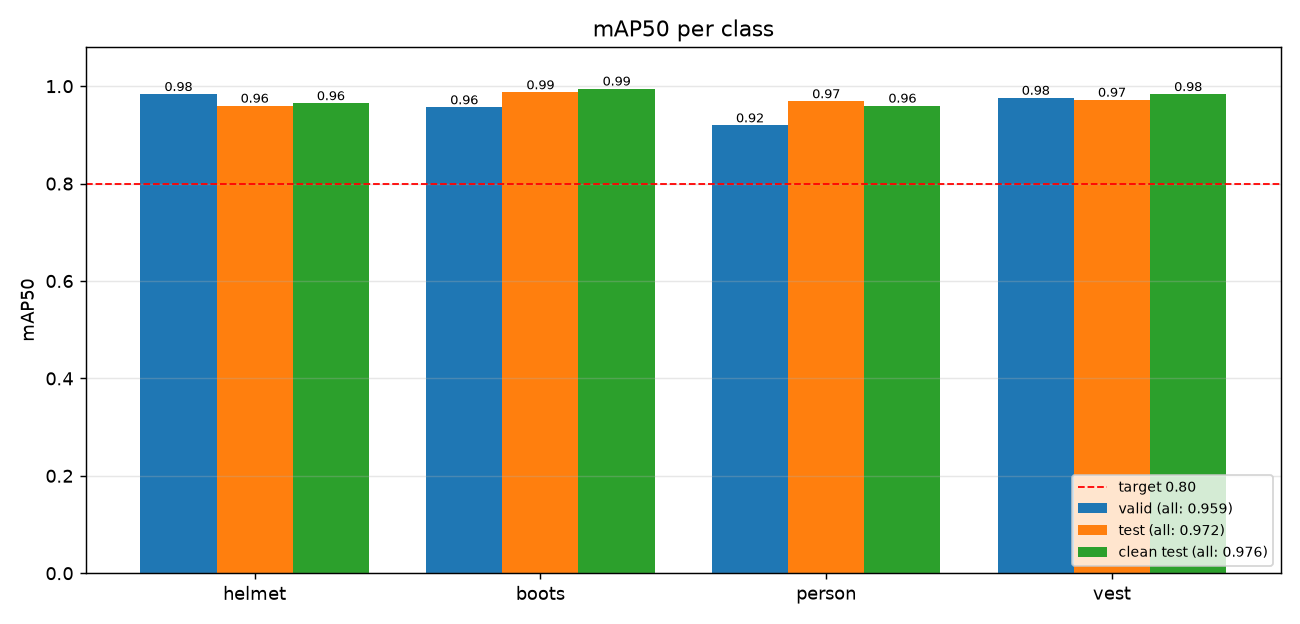 mAP50 per class
mAP50
1.0
0.8
0.6
0.4
0.2
0.0
0.98
0.96
0.96
0.96
0.99
0.99
0.92
0.97
0.96
0.98
0.97
0.98
helmet
boots
person
vest
target 0.80
valid (all: 0.959)
test (all: 0.972)
clean test (all: 0.976)